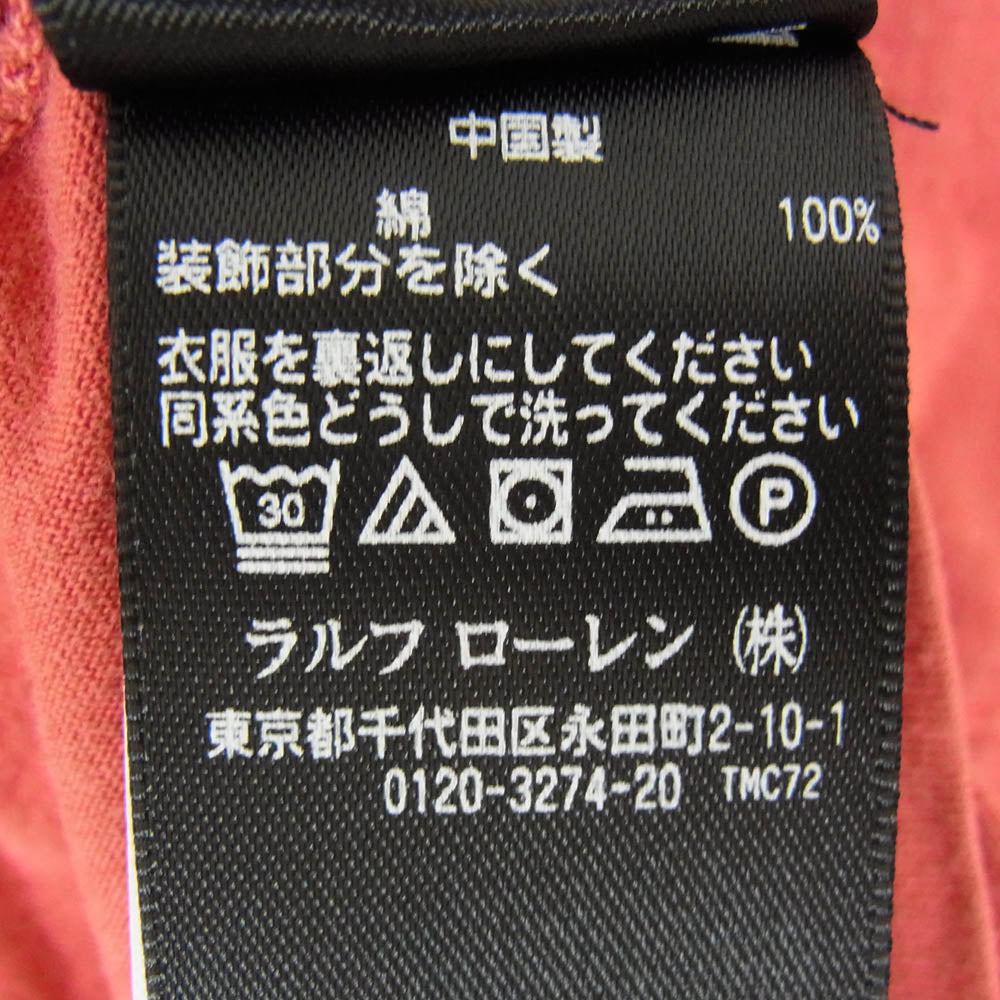 中国製
綿 100%
装飾部分を除く
衣服を裏返しにしてください
同系色どうしで洗ってください
30 P
ラルフ ローレン (株)
東京都千代田区永田町2-10-1
0120-3274-20 TMC72